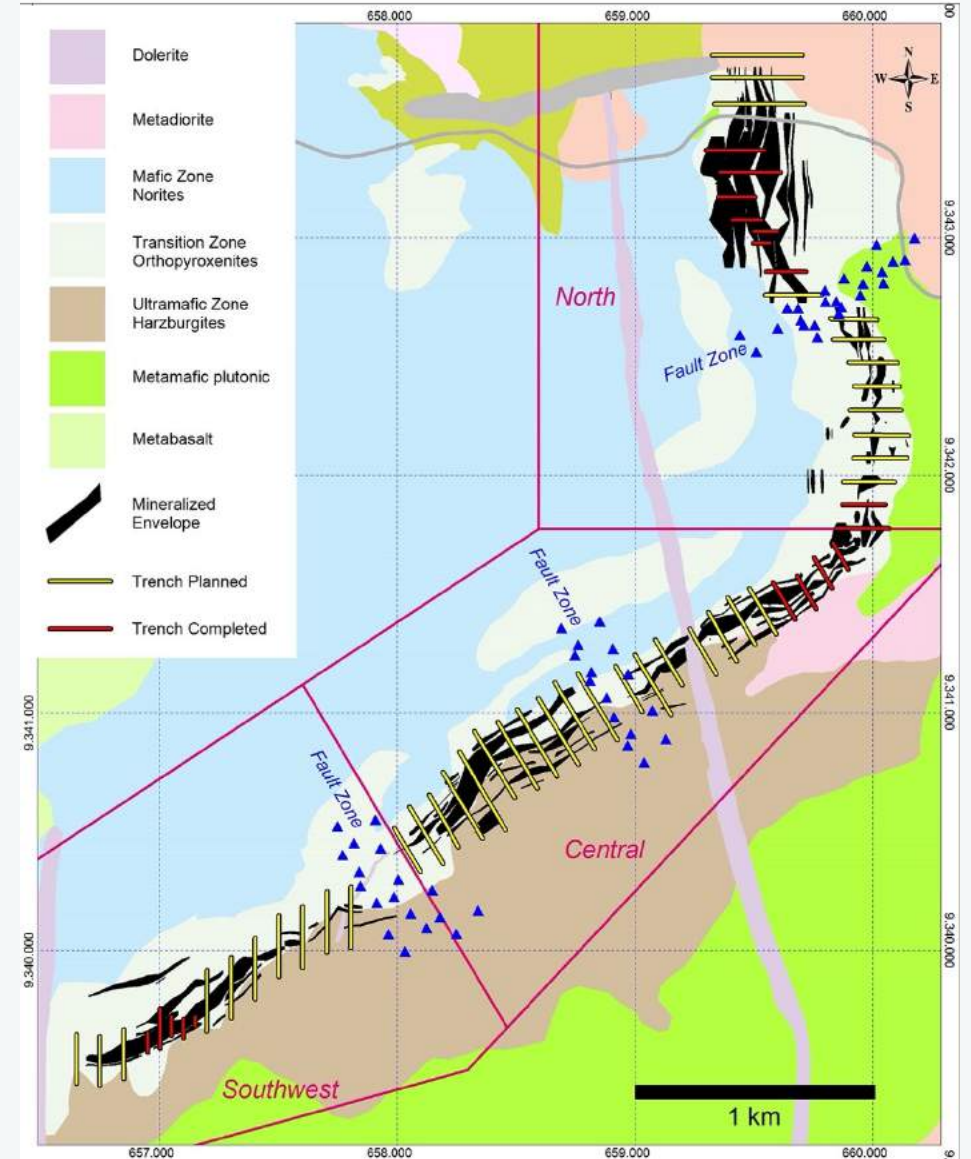 658.000
659.000
660.000
00
Dolerite
Metadiorite
Mafic Zone
Norites
Transition Zone
Orthopyroxenites
Ultramafic Zone
Harzburgites
Metamafic plutonic
Metabasalt
Mineralized
Envelope
Trench Planned
Trench Completed
N
W
E
S
9.343.000
North
Fault Zone
9.342.000
Fault Zone
9.341.000
9.341.000
Fault Zone
Central
9.340.000
9.340.000
Southwest
1 km
657.000
658.000
659.000
660.000